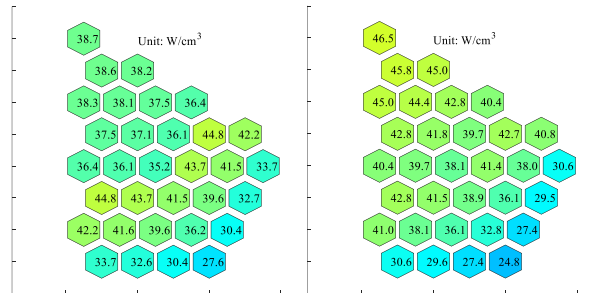 38.7 Unit: W/cm³
38.6 38.2
38.3 38.1 37.5 36.4
37.5 37.1 36.1 44.8 42.2
36.4 36.1 35.2 43.7 41.5 33.7
44.8 43.7 41.5 39.6 32.7
42.2 41.6 39.6 36.2 30.4
33.7 32.6 30.4 27.6
46.5 Unit: W/cm³
45.8 45.0
45.0 44.4 42.8 40.4
42.8 41.8 39.7 42.7 40.8
40.4 39.7 38.1 41.4 38.0 30.6
42.8 41.5 38.9 36.1 29.5
41.0 38.1 36.1 32.8 27.4
30.6 29.6 27.4 24.8